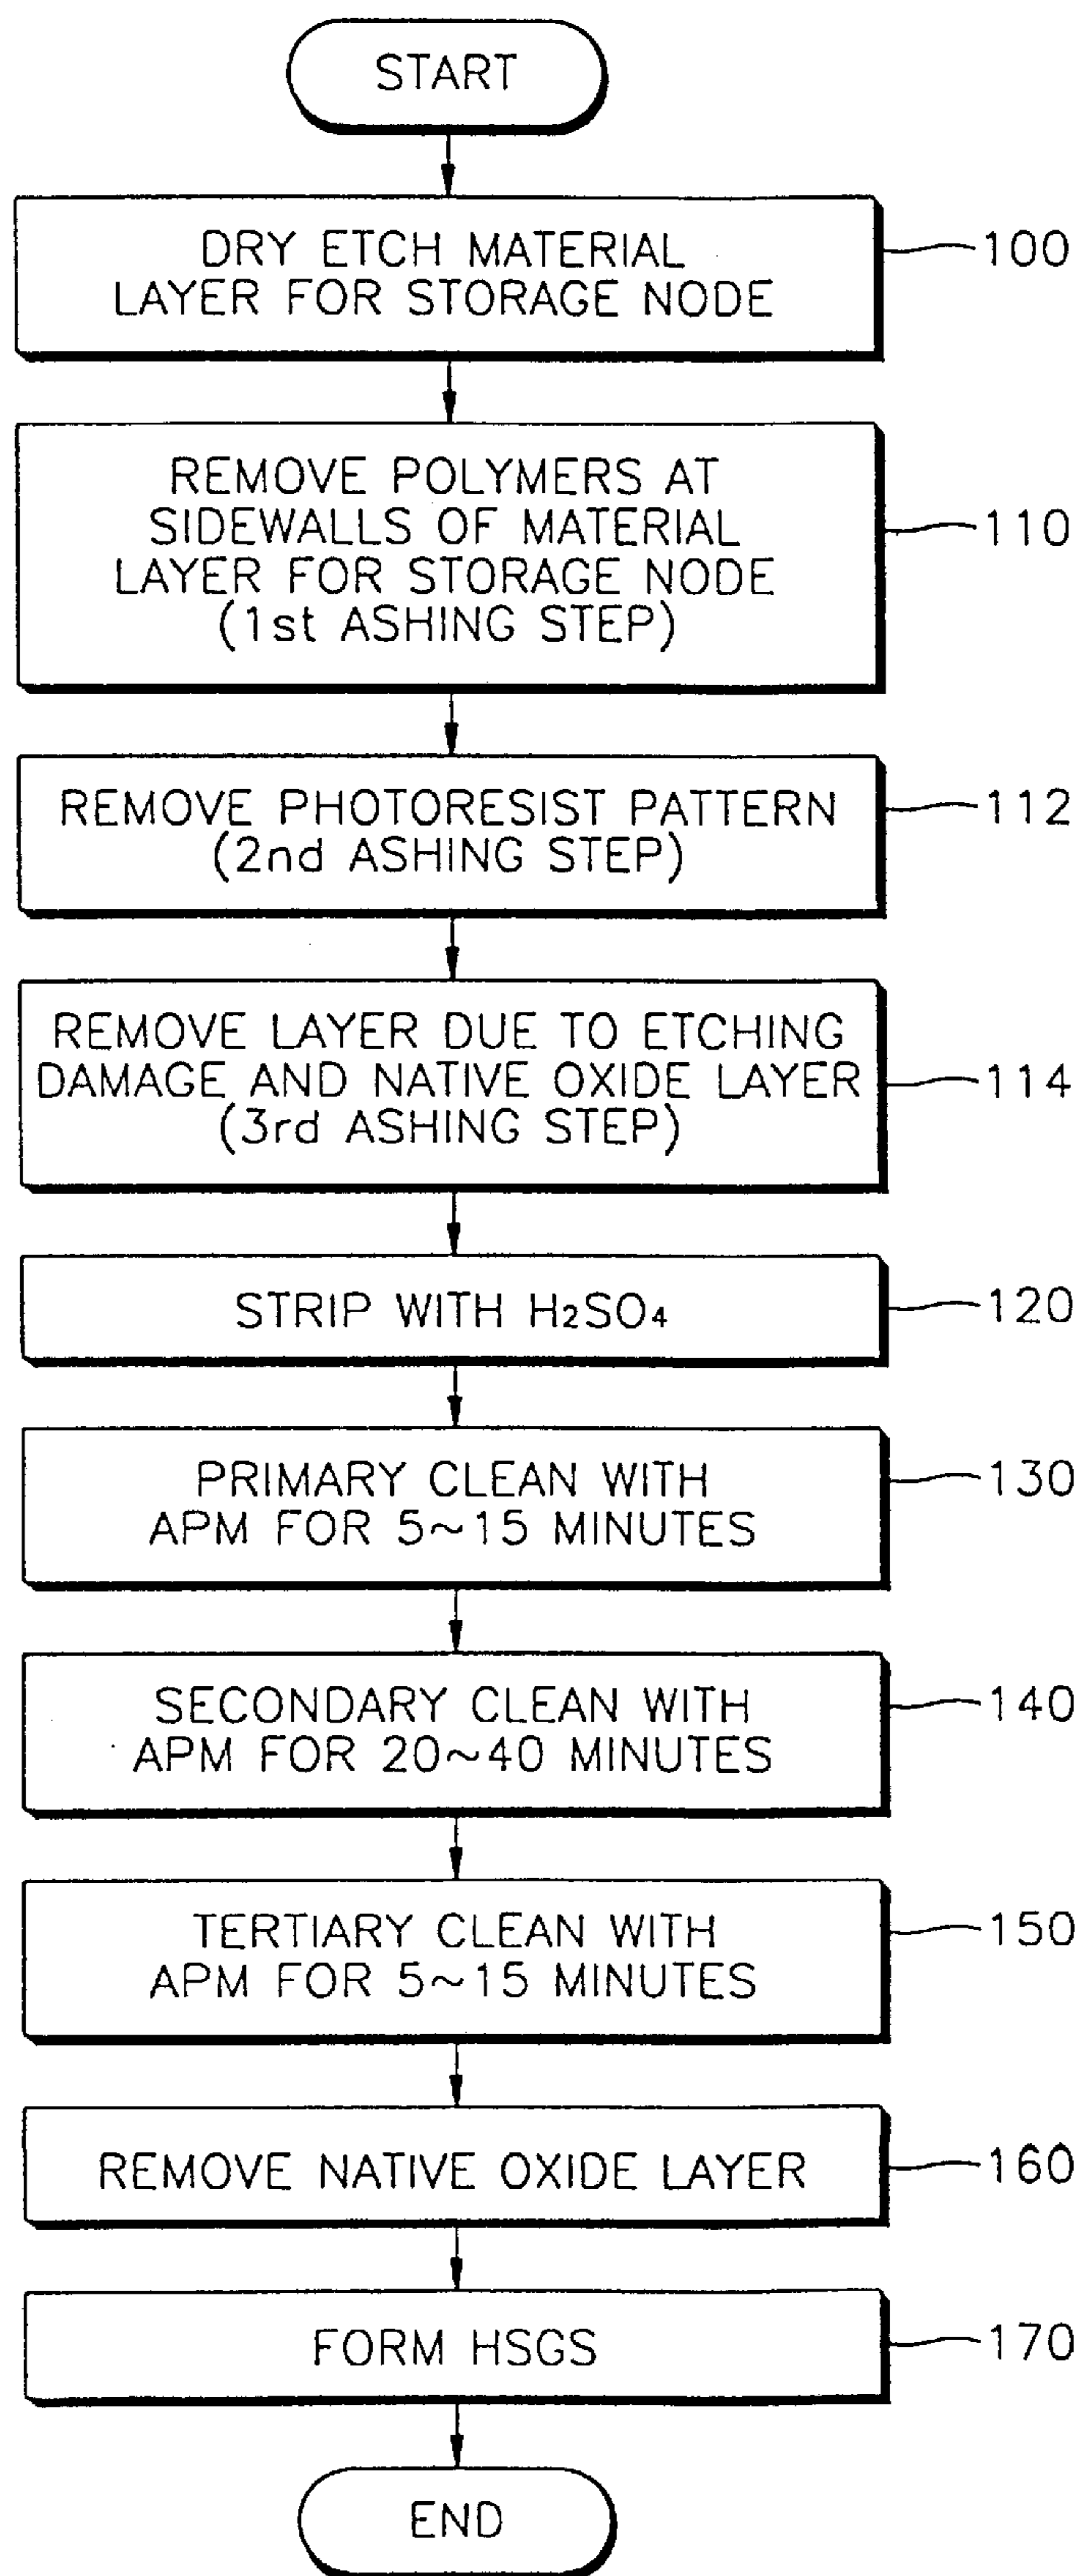 START
DRY ETCH MATERIAL
LAYER FOR STORAGE NODE
100
REMOVE POLYMERS AT
SIDEWALLS OF MATERIAL
LAYER FOR STORAGE NODE
(1st ASHING STEP)
110
REMOVE PHOTORESIST PATTERN
(2nd ASHING STEP)
112
REMOVE LAYER DUE TO ETCHING
DAMAGE AND NATIVE OXIDE LAYER
(3rd ASHING STEP)
114
STRIP WITH H₂SO₄
120
PRIMARY CLEAN WITH
APM FOR 5~15 MINUTES
130
SECONDARY CLEAN WITH
APM FOR 20~40 MINUTES
140
TERTIARY CLEAN WITH
APM FOR 5~15 MINUTES
150
REMOVE NATIVE OXIDE LAYER
160
FORM HSGS
170
END